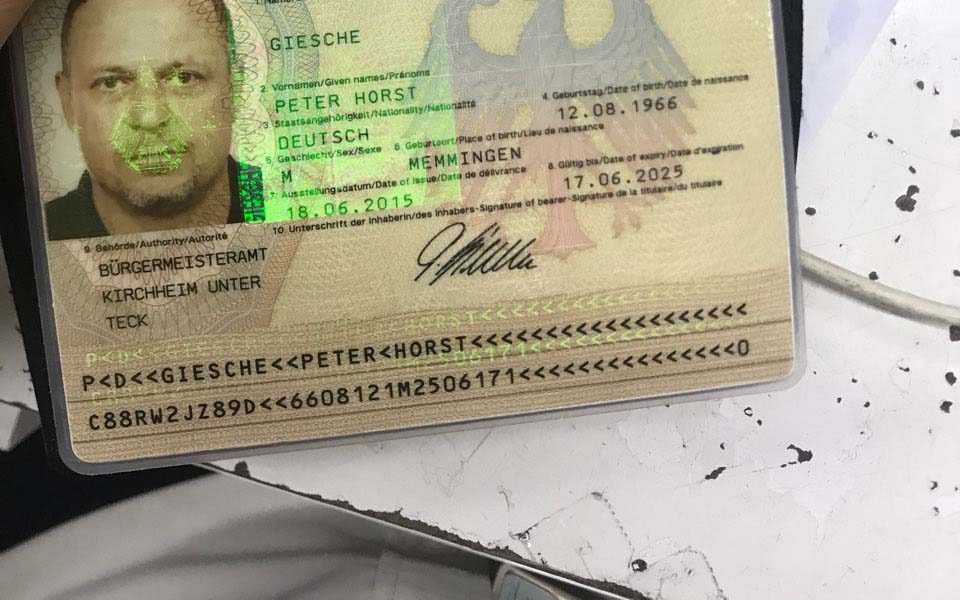 GIESCHE
2. Vornamen/Given names/Prénoms
PETER HORST
3. Staatsangehörigkeit/Nationality/Nationalité
4. Geburtstag/Date of birth/Date de naissance
DEUTSCH
12.08.1966
5. Geschlecht/Sex/Sexe
6. Geburtsort/Place of birth/Lieu de naissance
M
MEMMINGEN
7. Ausstellungsdatum/Date of issue/Date de délivrance
8. Gültig bis/Date of expiry/Date d'expiration
18.06.2015
17.06.2025
10. Unterschrift der Inhaberin/des Inhabers-Signature of bearer-Signature de la titulaire/du titulaire
9. Behörde/Authority/Autorité
BÜRGERMEISTERAMT
KIRCHHEIM UNTER
TECK
P<D<<GIESCHE<<PETER<HORST<<<<<<<<<<<<<<<<<<<
C88RW2JZ89D<<6608121M2506171<<<<<<<<<<<<<<<0